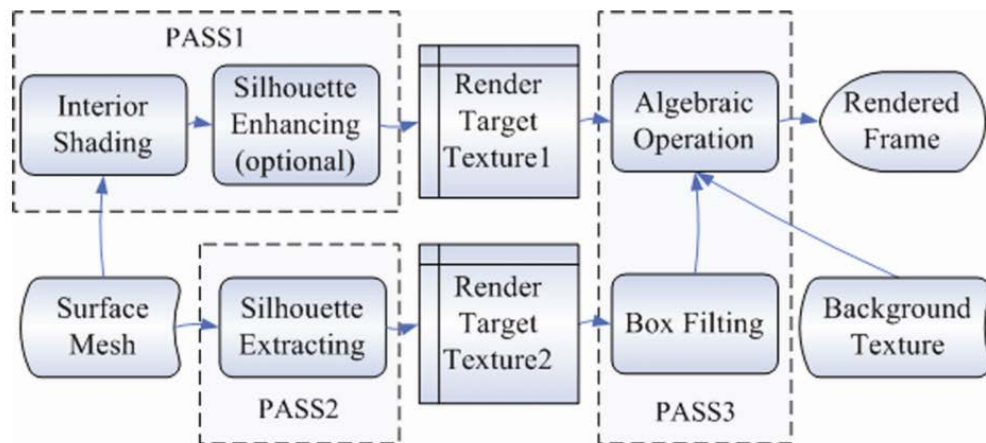 PASS1
Interior
Shading
Silhouette
Enhancing
(optional)
Render
Target
Texture1
Algebraic
Operation
Rendered
Frame
Surface
Mesh
Silhouette
Extracting
PASS2
Render
Target
Texture2
Box Filting
PASS3
Background
Texture